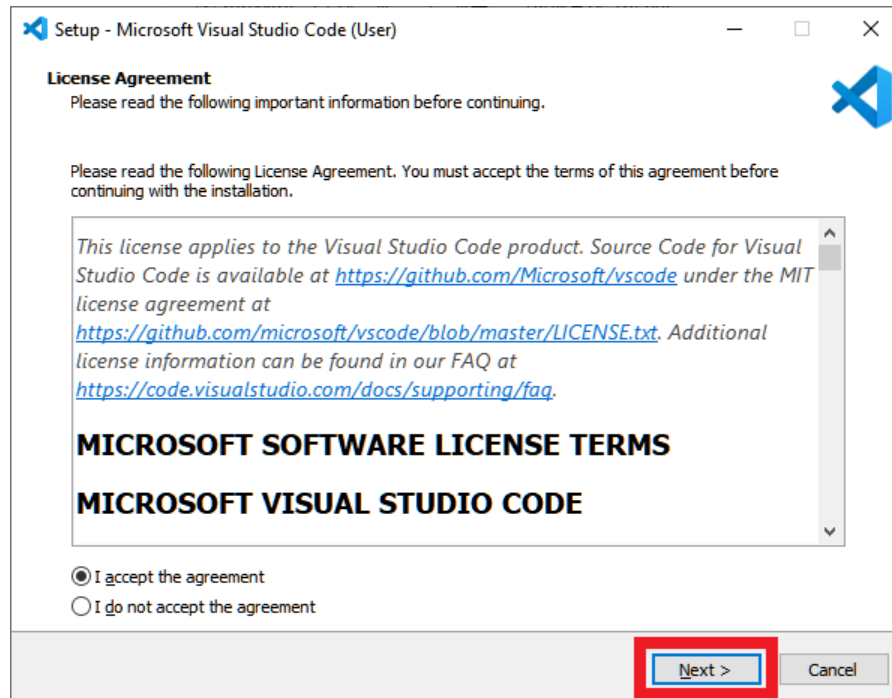 Setup - Microsoft Visual Studio Code (User)
License Agreement
Please read the following important information before continuing.
Please read the following License Agreement. You must accept the terms of this agreement before
continuing with the installation.
This license applies to the Visual Studio Code product. Source Code for Visual
Studio Code is available at https://github.com/Microsoft/vscode under the MIT
license agreement at
https://github.com/microsoft/vscode/blob/master/LICENSE.txt. Additional
license information can be found in our FAQ at
https://code.visualstudio.com/docs/supporting/faq.
MICROSOFT SOFTWARE LICENSE TERMS
MICROSOFT VISUAL STUDIO CODE
I accept the agreement
I do not accept the agreement
Next > Cancel